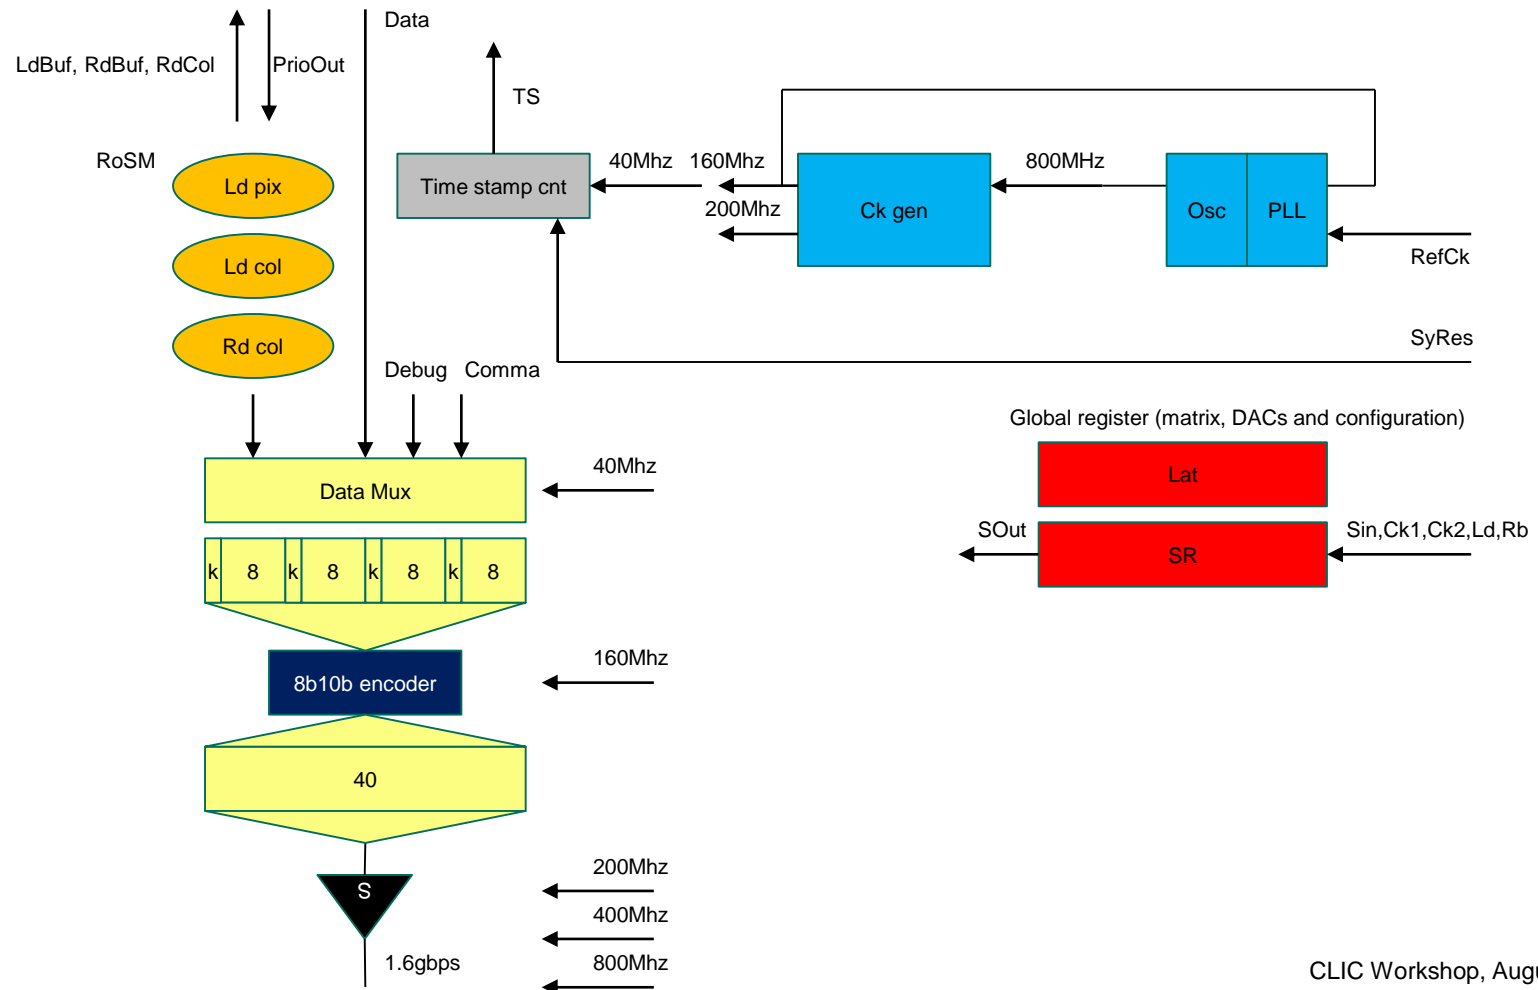 Data
LdBuf, RdBuf, RdCol
PrioOut
TS
RoSM
40Mhz
160Mhz
800MHz
Ld pix
Time stamp cnt
200Mhz
Ck gen
Osc
PLL
RefCk
Ld col
SyRes
Rd col
Debug
Comma
Global register (matrix, DACs and configuration)
40Mhz
Lat
Data Mux
SOut
Sin,Ck1,Ck2,Ld,Rb
SR
k 8 k 8 k 8 k 8
160Mhz
8b10b encoder
40
200Mhz
S
400Mhz
1.6gbps
800Mhz
CLIC Workshop,